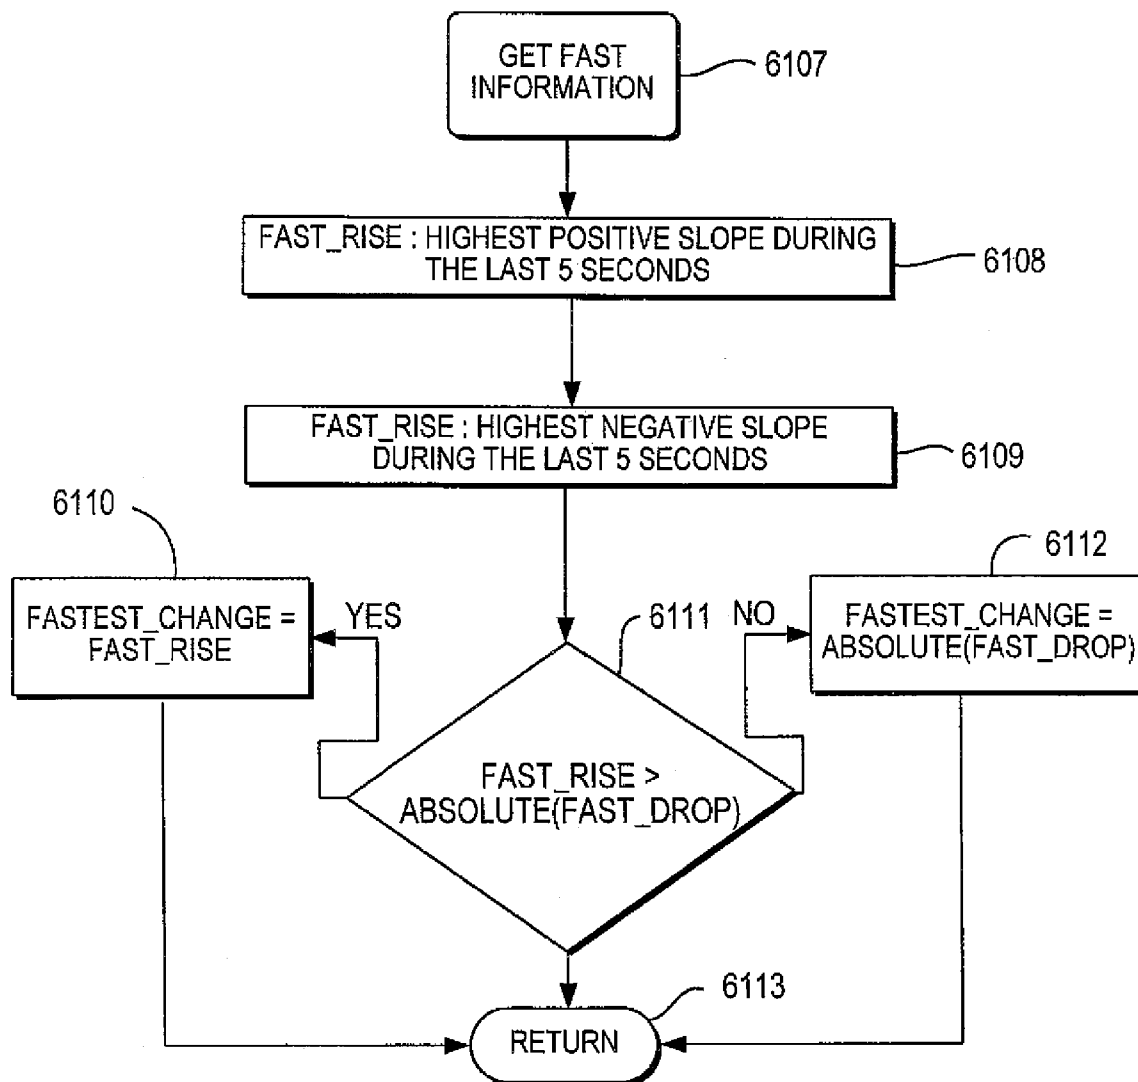 GET FAST
INFORMATION
6107
FAST_RISE : HIGHEST POSITIVE SLOPE DURING
THE LAST 5 SECONDS
6108
FAST_RISE : HIGHEST NEGATIVE SLOPE
DURING THE LAST 5 SECONDS
6109
6110
FASTEST_CHANGE =
FAST_RISE
YES
6111
NO
6112
FASTEST_CHANGE =
ABSOLUTE(FAST_DROP)
FAST_RISE >
ABSOLUTE(FAST_DROP)
6113
RETURN